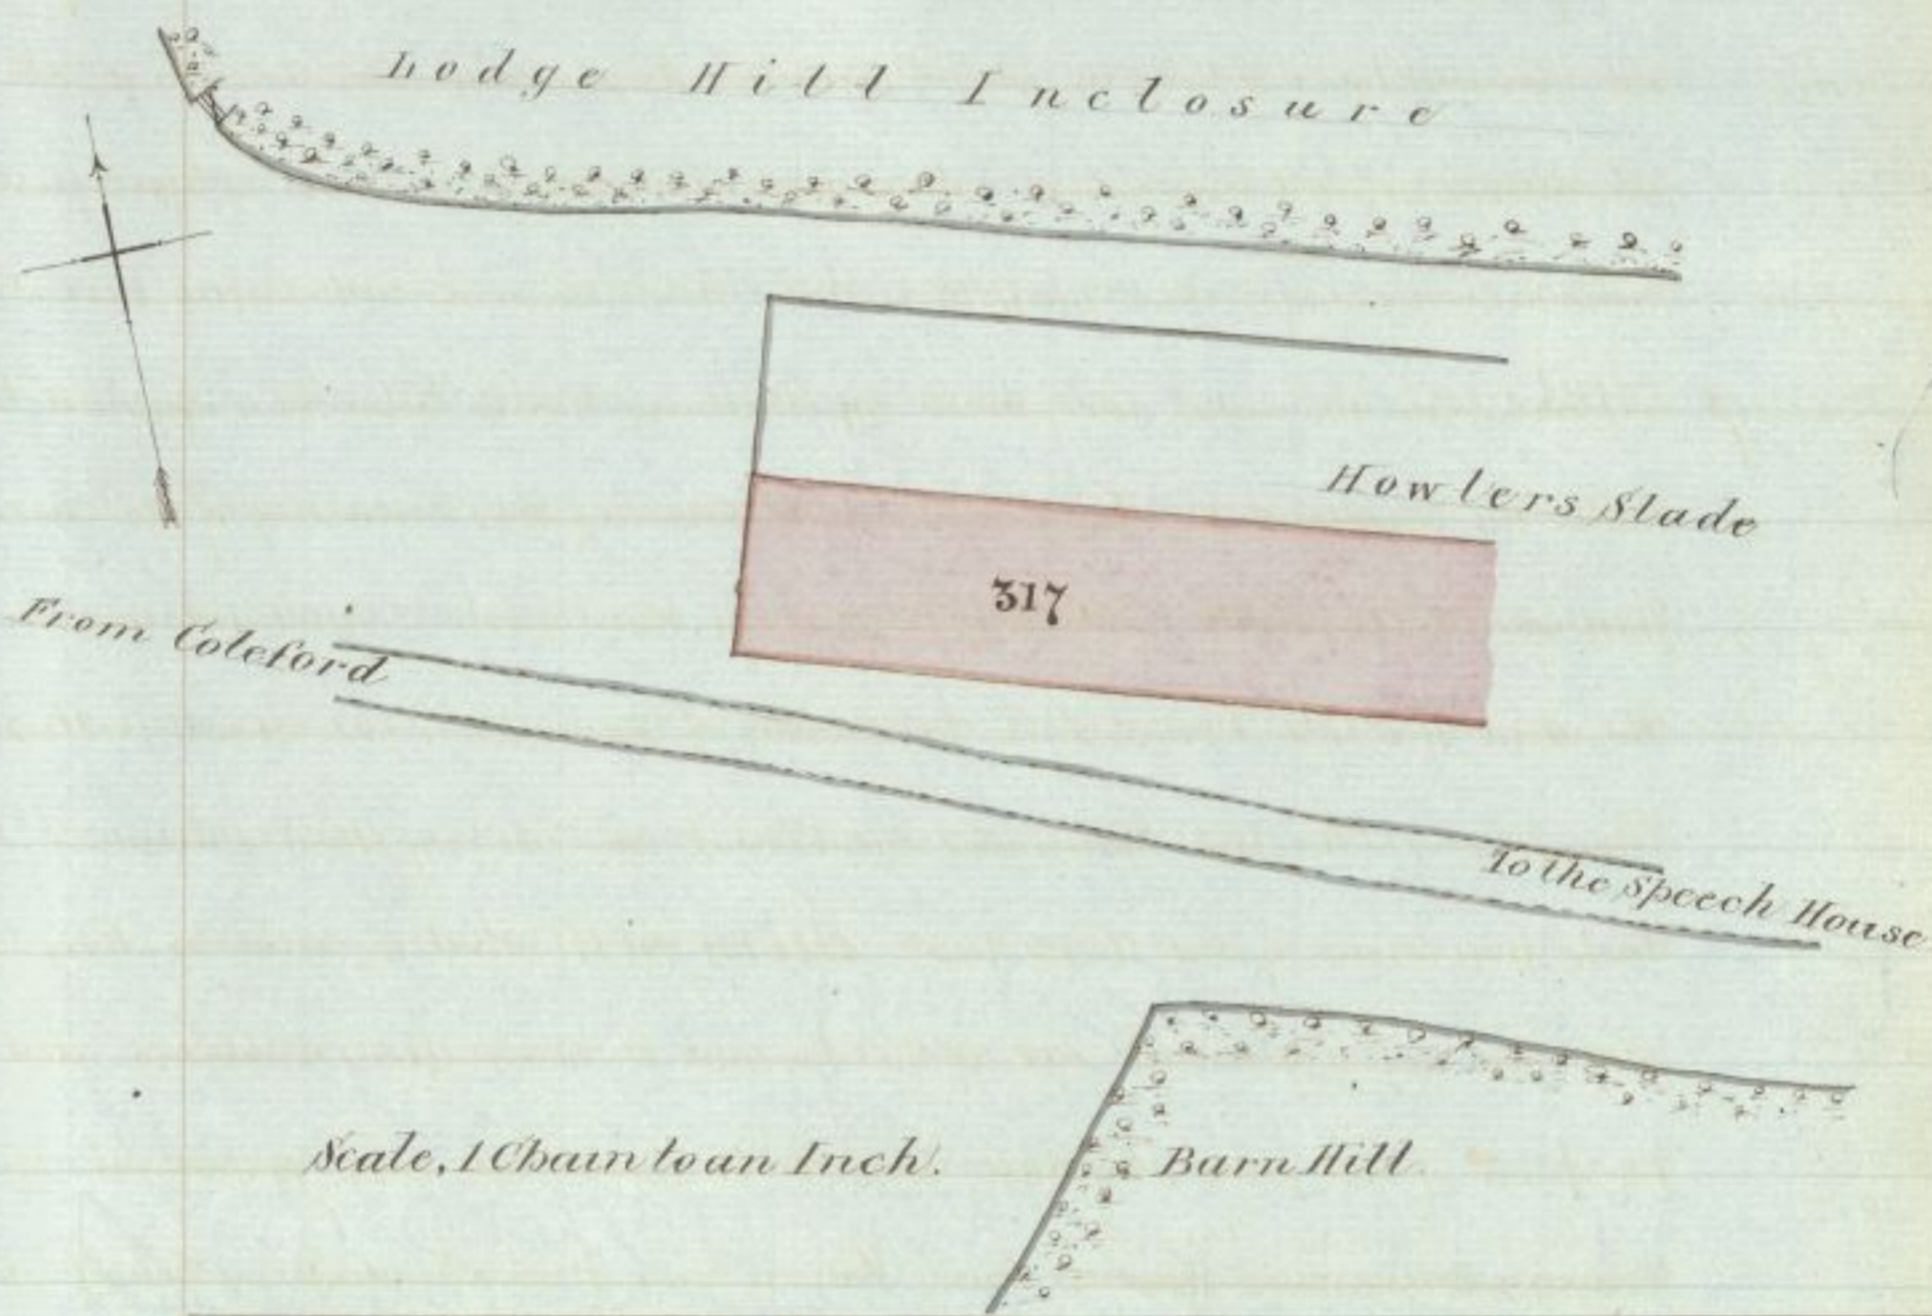 Lodge Hill Inclosure
Howlers Slade
317
From Coleford
To the Speech House
Scale, 1 Chain to an Inch.
Barn Hill